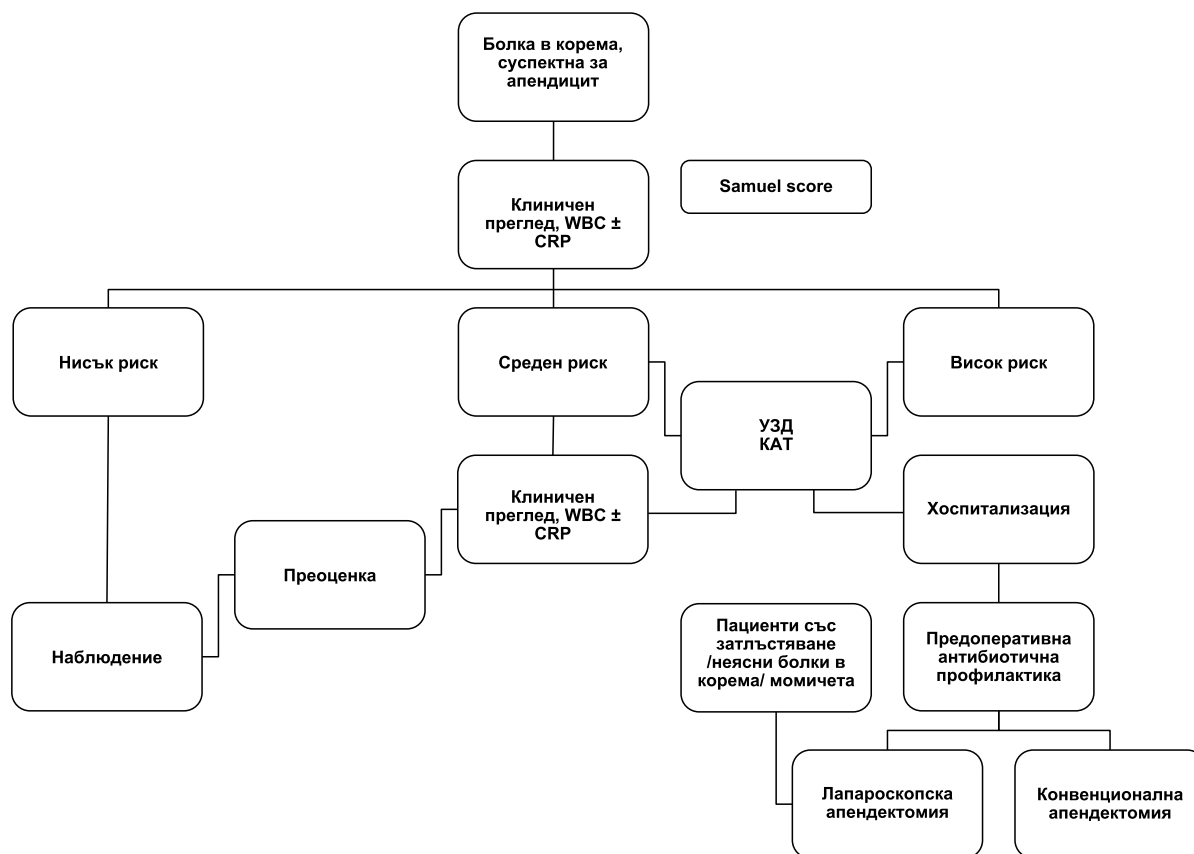 Болка в корема,
суспектна за
апендицит
Клиничен
преглед, WBC ±
CRP
Samuel score
Нисък риск
Среден риск
Висок риск
УЗД
КАТ
Клиничен
преглед, WBC ±
CRP
Хоспитализация
Преоценка
Наблюдение
Пациенти със
затлъстяване
/неясни болки в
корема/ момичета
Предоперативна
антибиотична
профилактика
Лапароскопска
апендектомия
Конвенционална
апендектомия